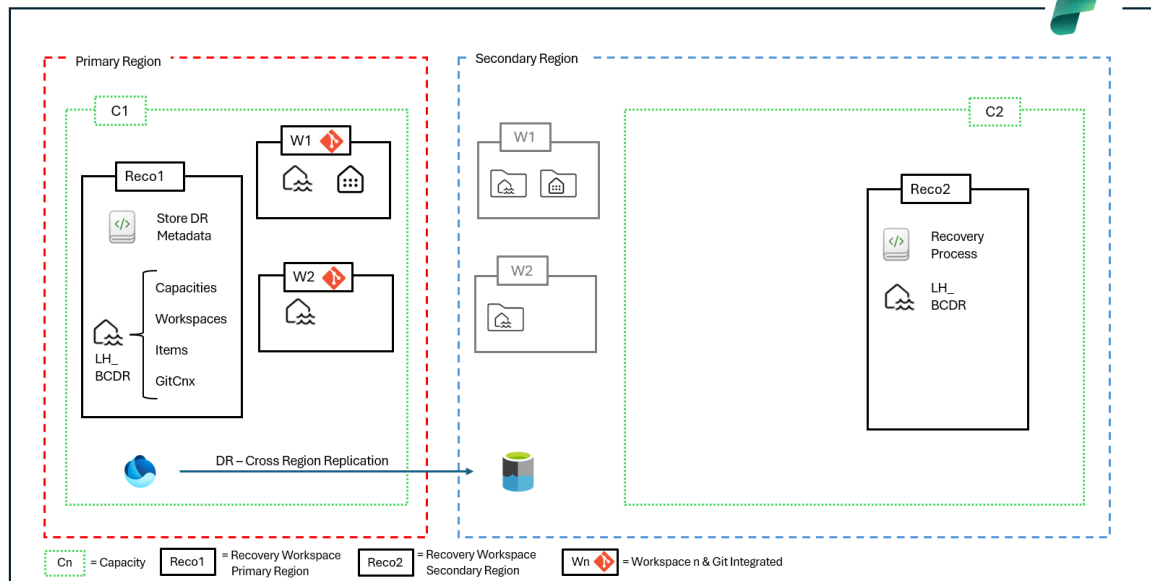 Primary Region
C1
Reco1
Store DR
Metadata
LH_
BCDR
Capacities
Workspaces
Items
GitCnx
W1
W2
DR – Cross Region Replication
Secondary Region
W1
W2
C2
Reco2
Recovery
Process
LH_
BCDR
Cn
= Capacity
Reco1
= Recovery Workspace
Primary Region
Reco2
= Recovery Workspace
Secondary Region
Wn
= Workspace n & Git Integrated